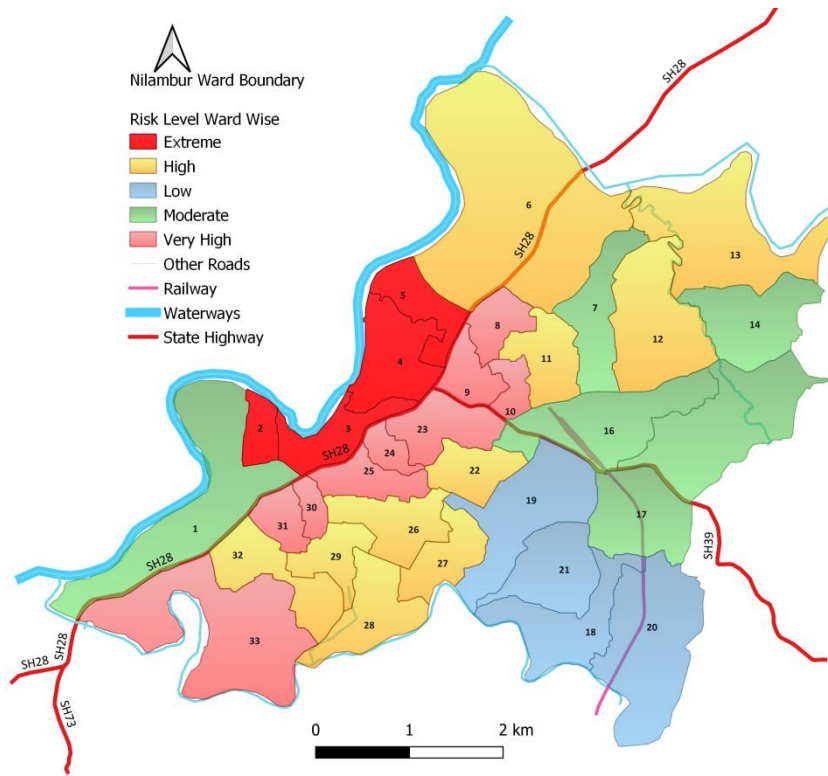 SH28
Nilambur Ward Boundary
Risk Level Ward Wise
Extreme
High
Low
Moderate
Very High
Other Roads
Railway
Waterways
State Highway
6
SH28
13
5
7
14
8
4
11
12
9
10
2
3
23
16
SH28
24
22
25
19
30
17
1
31
26
SH39
32
29
27
21
SH28
28
18
20
33
SH28
SH28
SH73
0 1 2 km